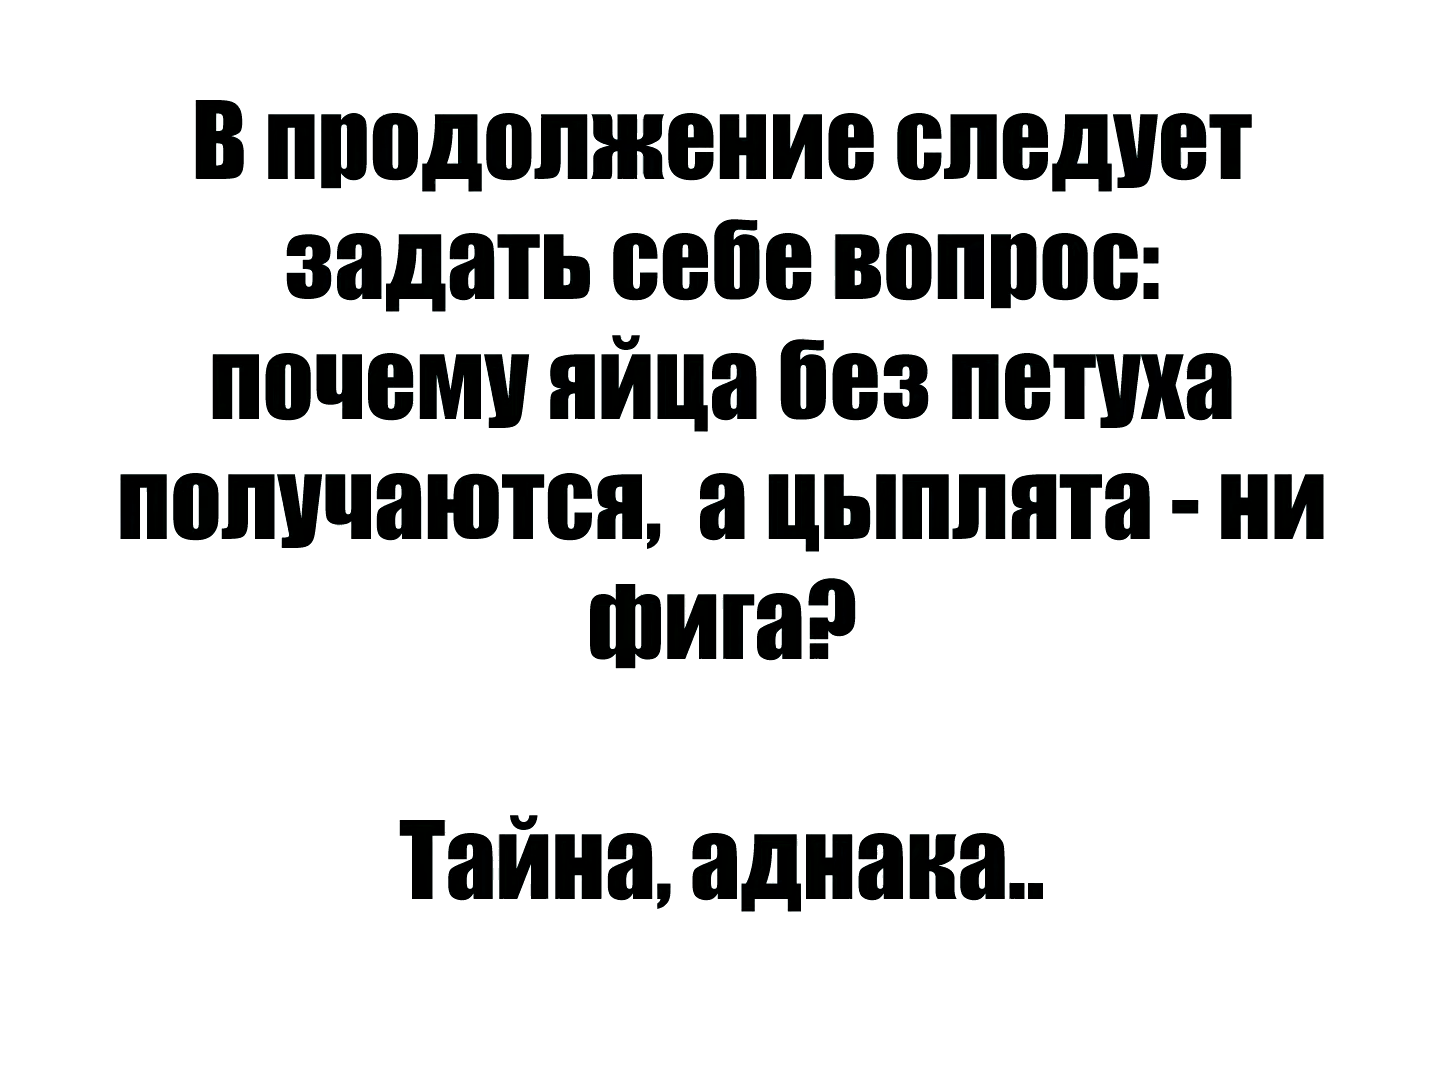 В продолжение следует
задать себе вопрос:
почему яйца без петуха
получаются,  а цыплята - ни
фига?
Тайна, аднака..